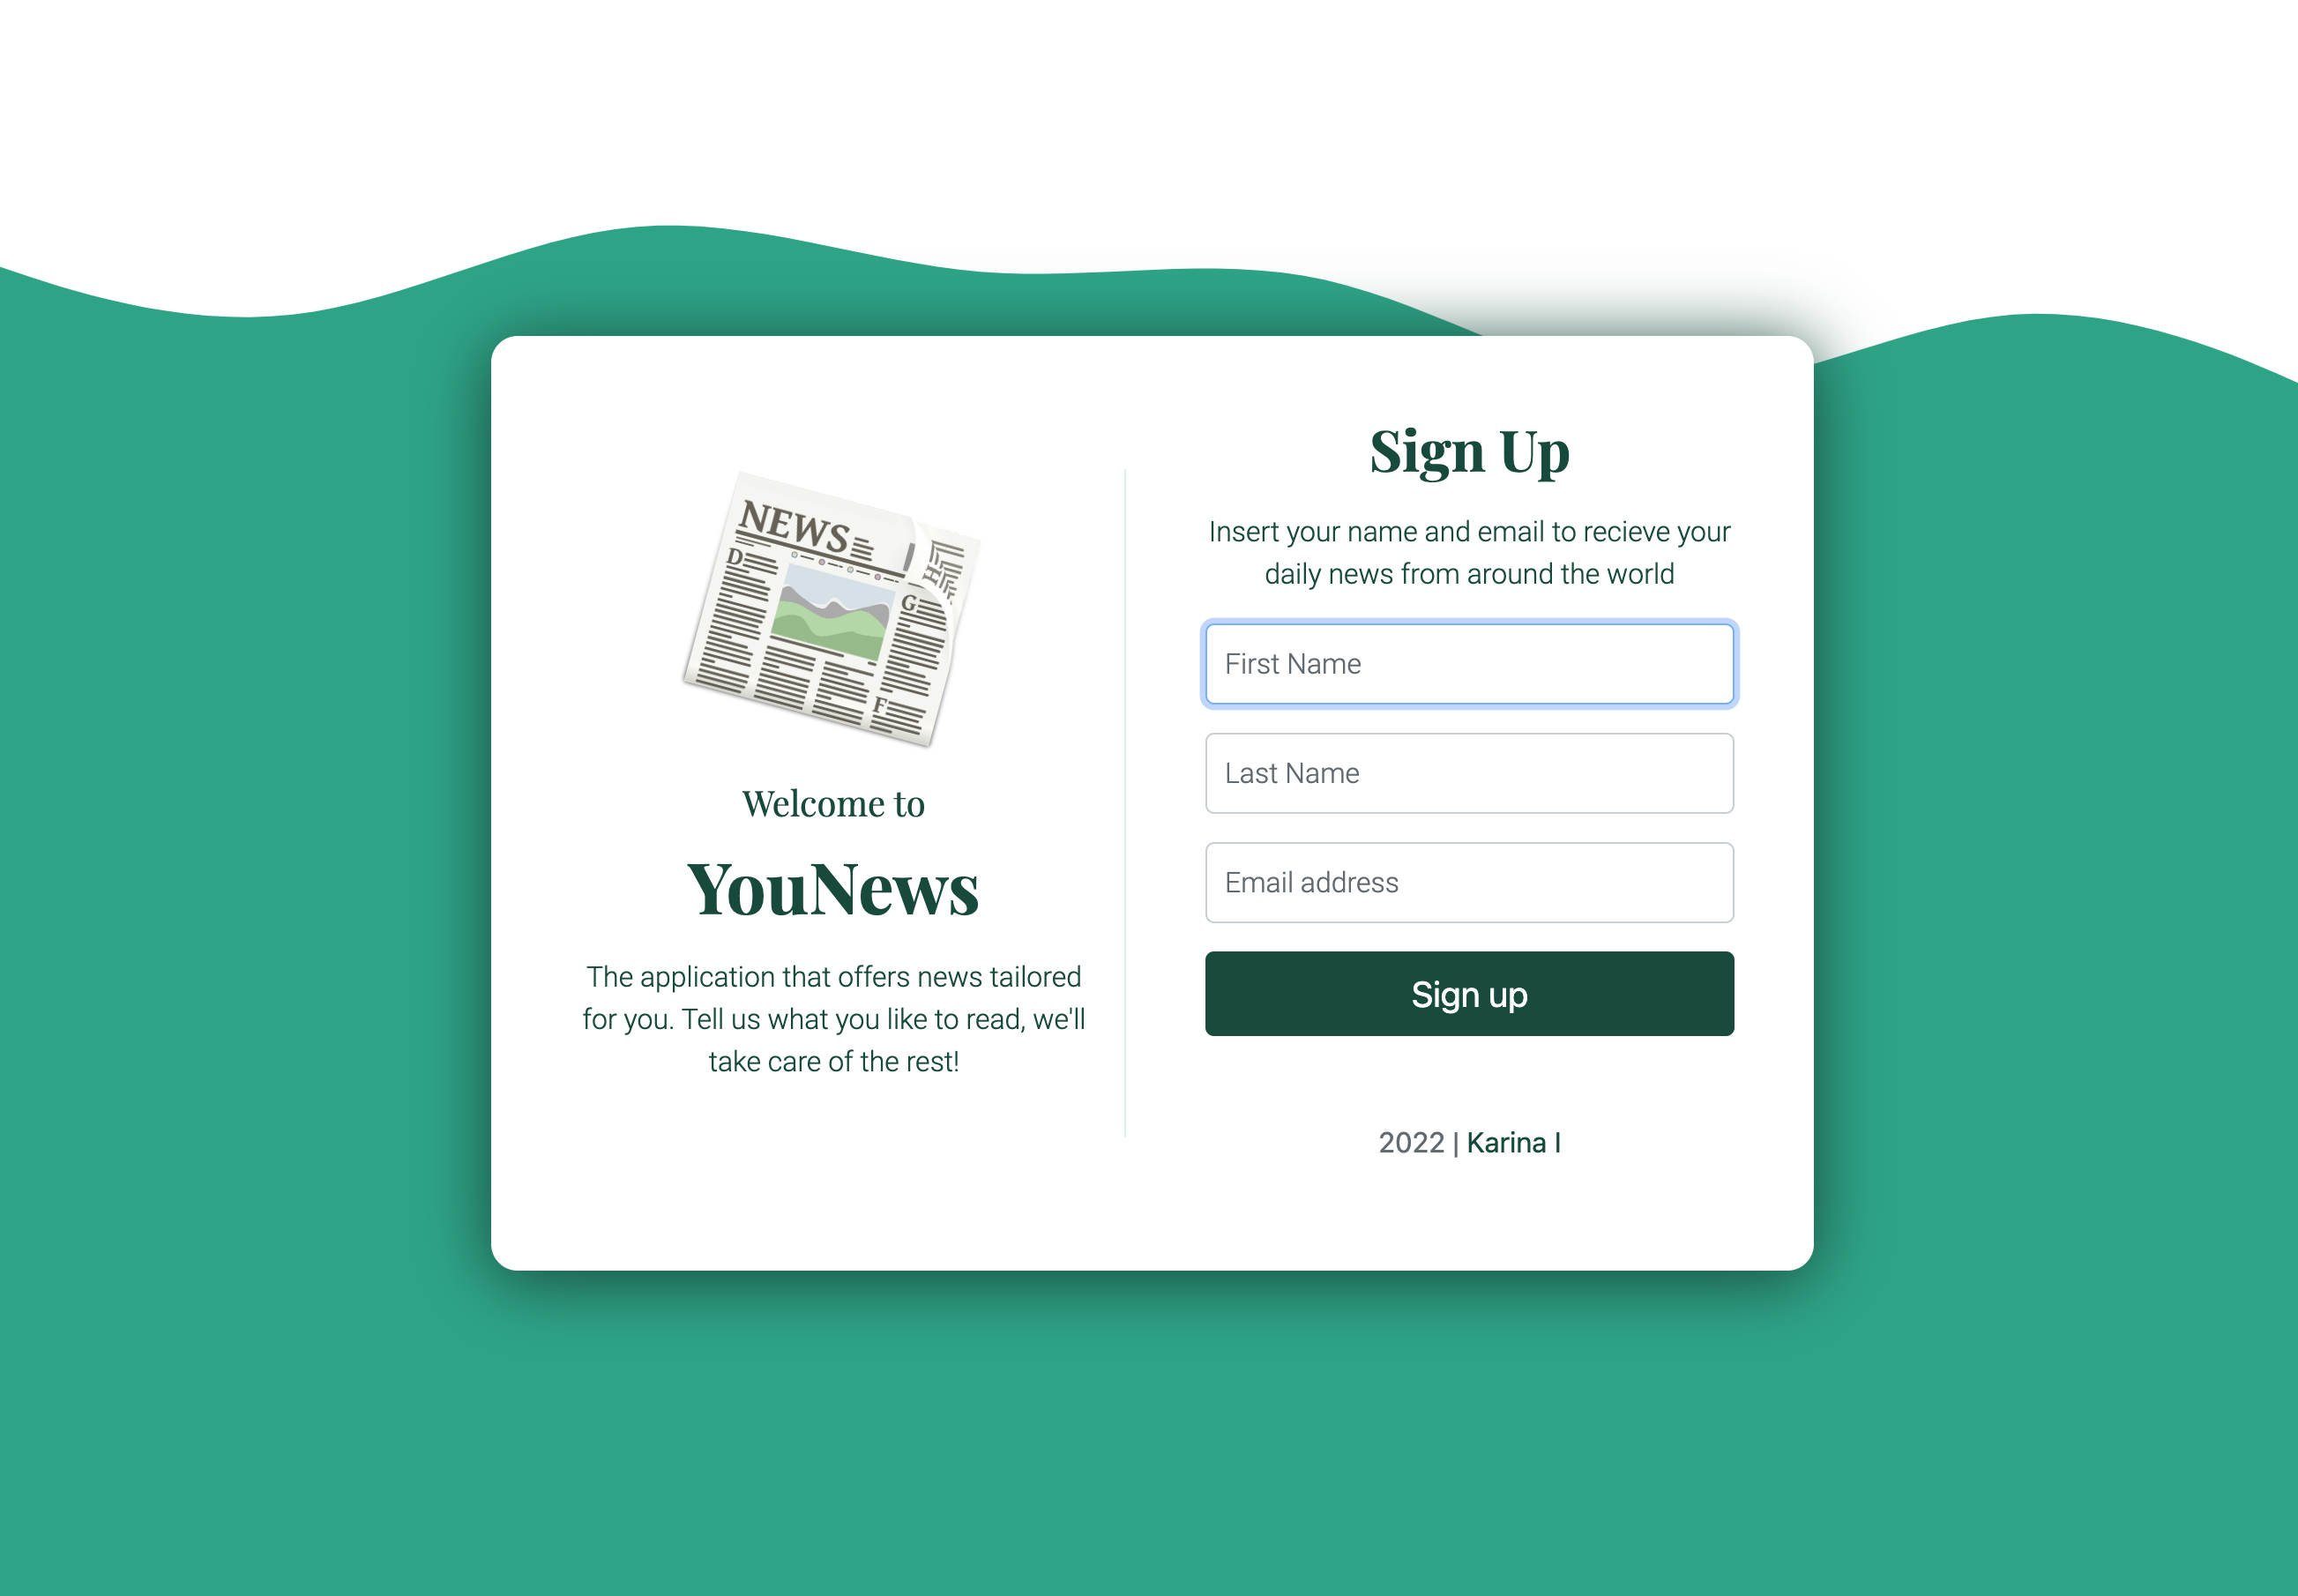 NEWS
D
H
G
F
Welcome to
YouNews
The application that offers news tailored
for you. Tell us what you like to read, we'll
take care of the rest!
Sign Up
Insert your name and email to recieve your
daily news from around the world
First Name
Last Name
Email address
Sign up
2022 | Karina I